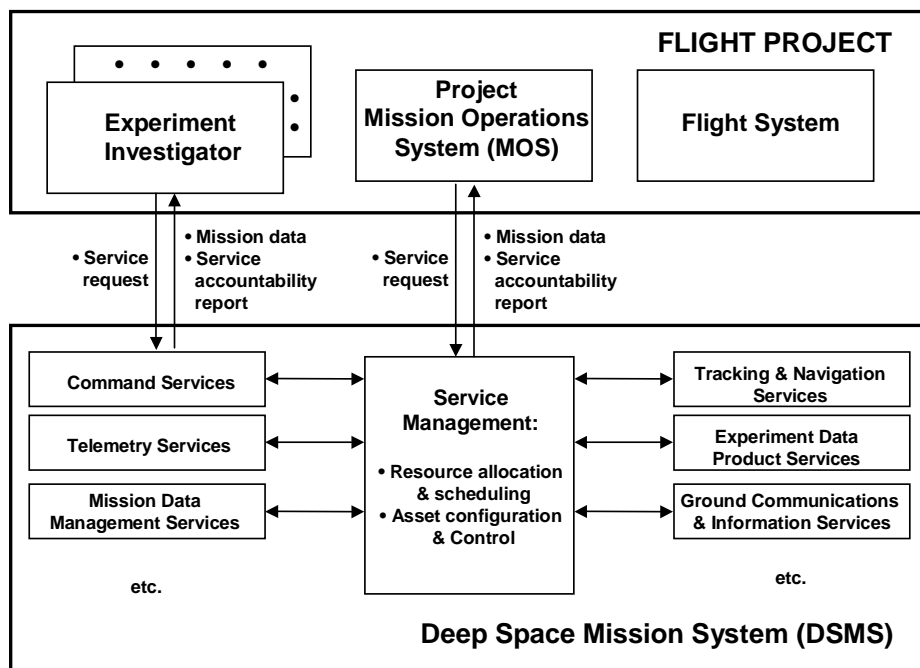 FLIGHT PROJECT
Experiment
Investigator
Project
Mission Operations
System (MOS)
Flight System
• Service
request
• Mission data
• Service
accountability
report
• Service
request
• Mission data
• Service
accountability
report
Command Services
Telemetry Services
Mission Data
Management Services
etc.
Service
Management:
• Resource allocation
& scheduling
• Asset configuration
& Control
Tracking & Navigation
Services
Experiment Data
Product Services
Ground Communications
& Information Services
etc.
Deep Space Mission System (DSMS)